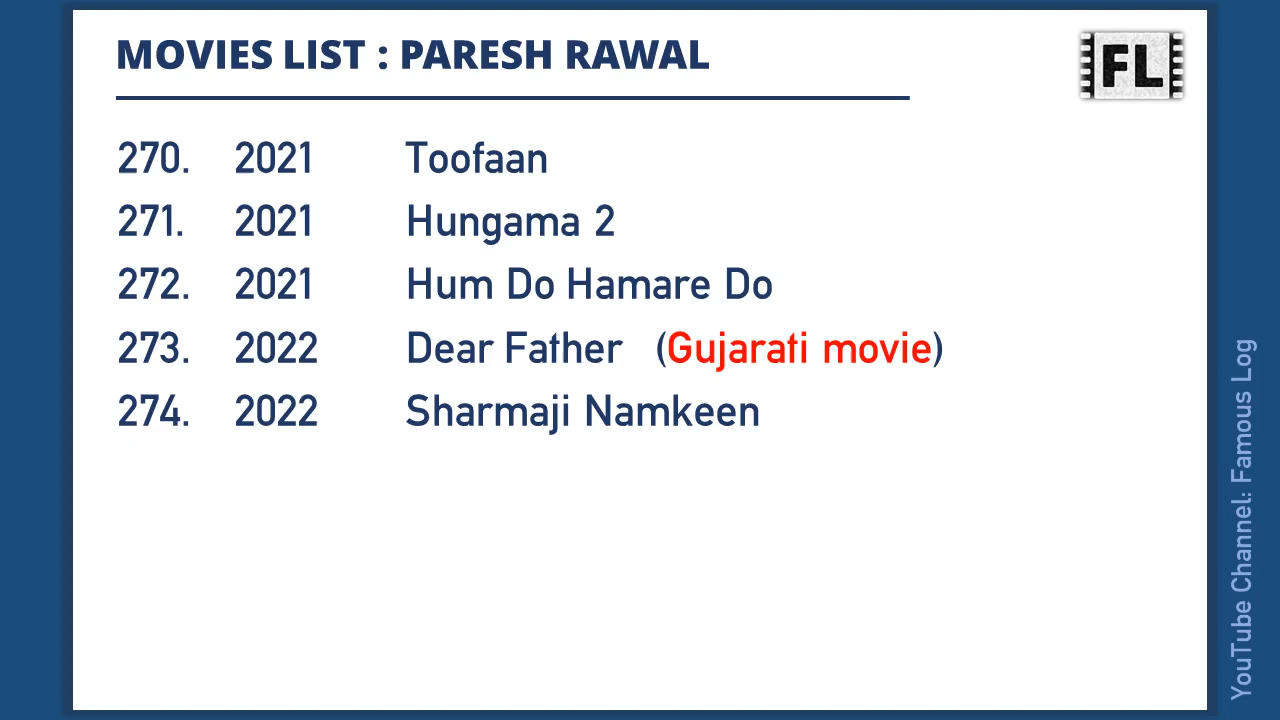 MOVIES LIST : PARESH RAWAL
FL
270. 2021 Toofaan
271. 2021 Hungama 2
272. 2021 Hum Do Hamare Do
273. 2022 Dear Father (Gujarati movie)
274. 2022 Sharmaji Namkeen
YouTube Channel: Famous Log